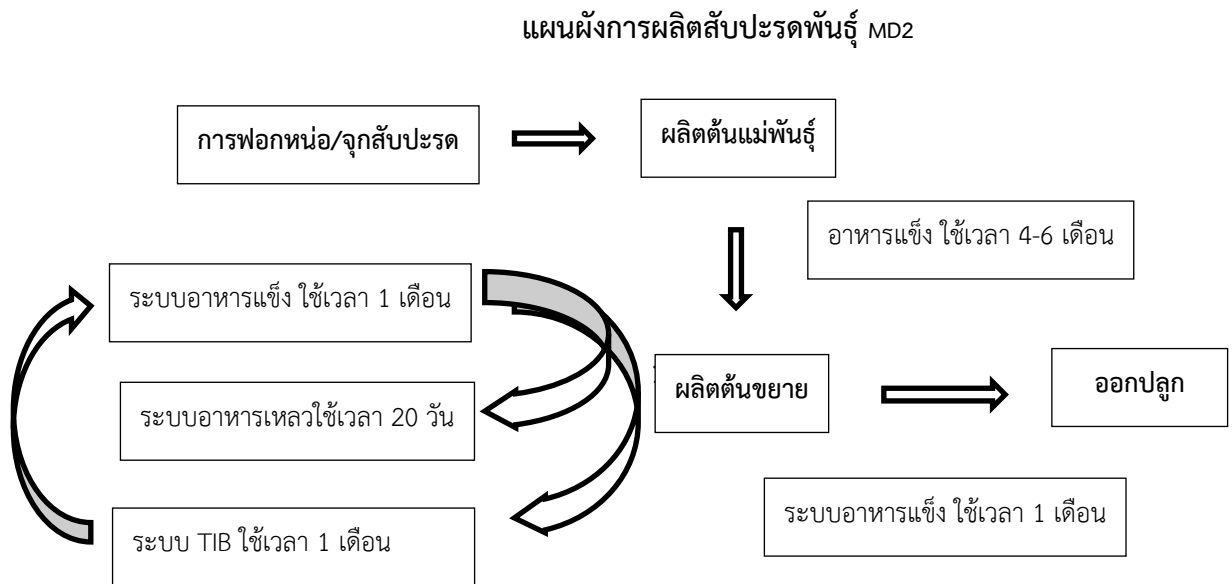 แผนผังการผลิตสับปะรดพันธุ์ MD2
การฟอกหน่อ/จุกสับปะรด
ผลิตต้นแม่พันธุ์
อาหารแข็ง ใช้เวลา 4-6 เดือน
ระบบอาหารแข็ง ใช้เวลา 1 เดือน
ผลิตต้นขยาย
ออกปลูก
ระบบอาหารเหลวใช้เวลา 20 วัน
ระบบอาหารแข็ง ใช้เวลา 1 เดือน
ระบบ TIB ใช้เวลา 1 เดือน